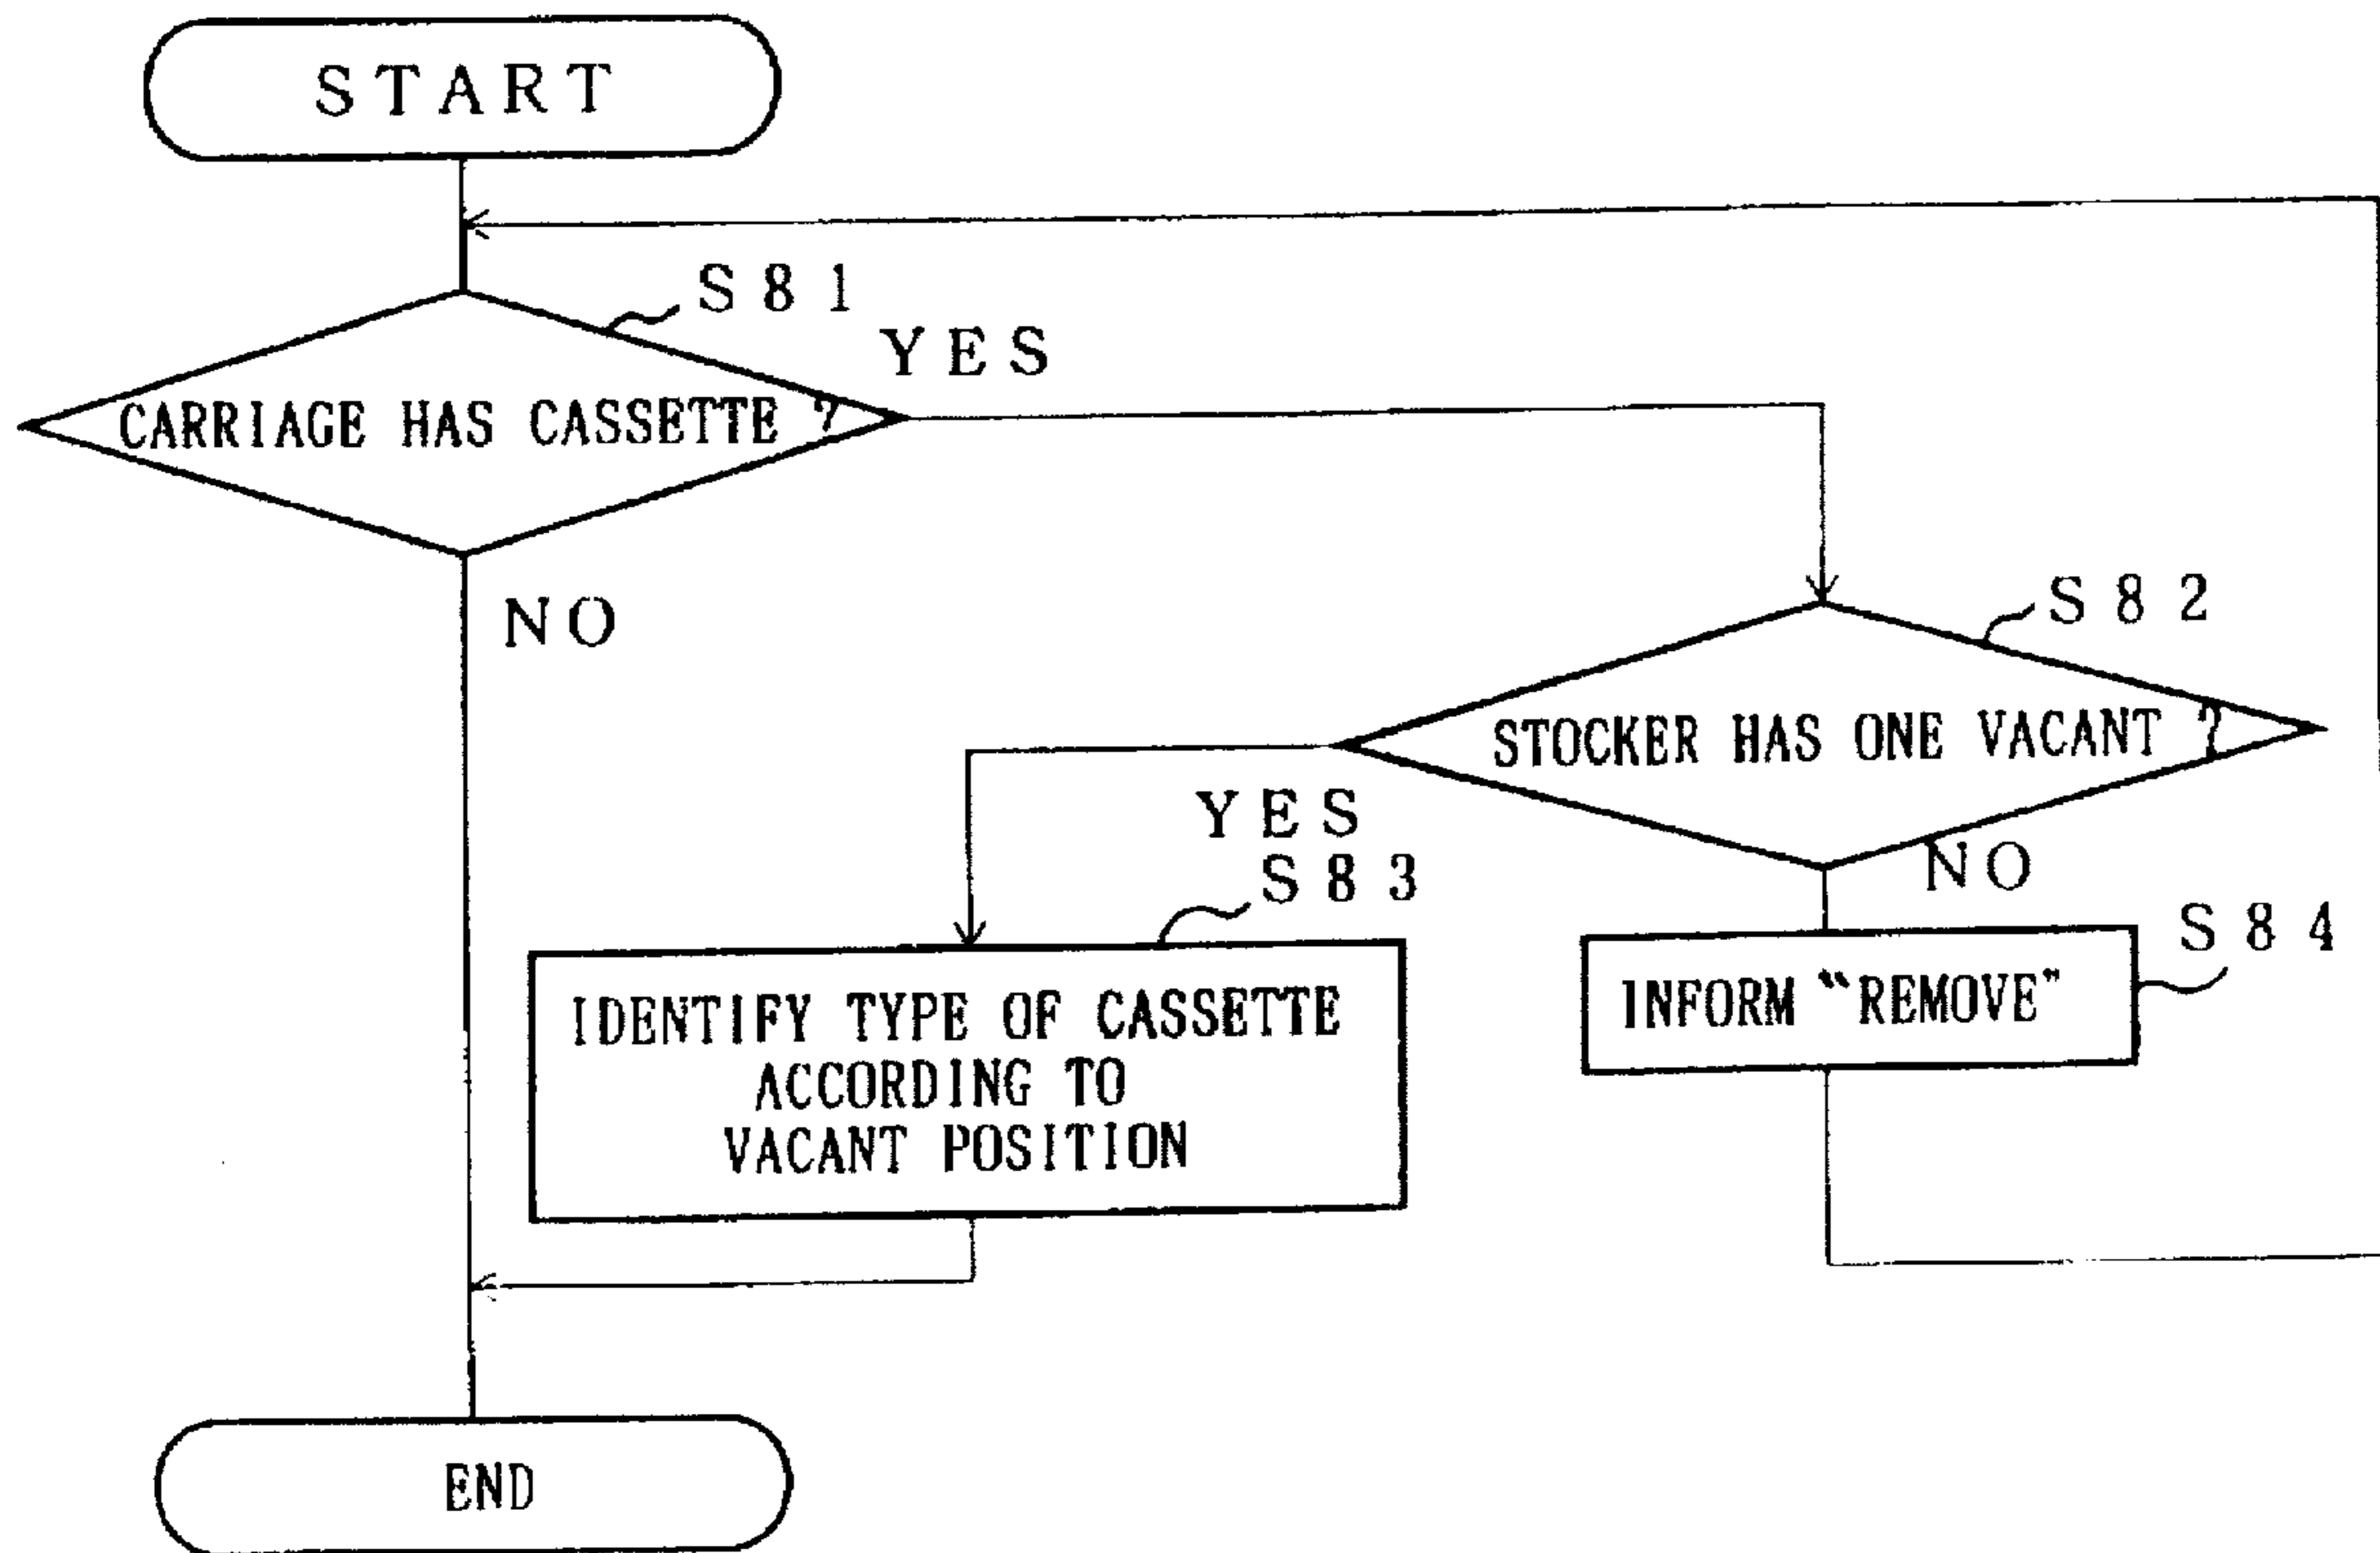 START
S81
YES
CARRIAGE HAS CASSETTE ?
NO
S82
STOCKER HAS ONE VACANT ?
YES
S83
NO
S84
IDENTIFY TYPE OF CASSETTE
ACCORDING TO
VACANT POSITION
INFORM “REMOVE”
END